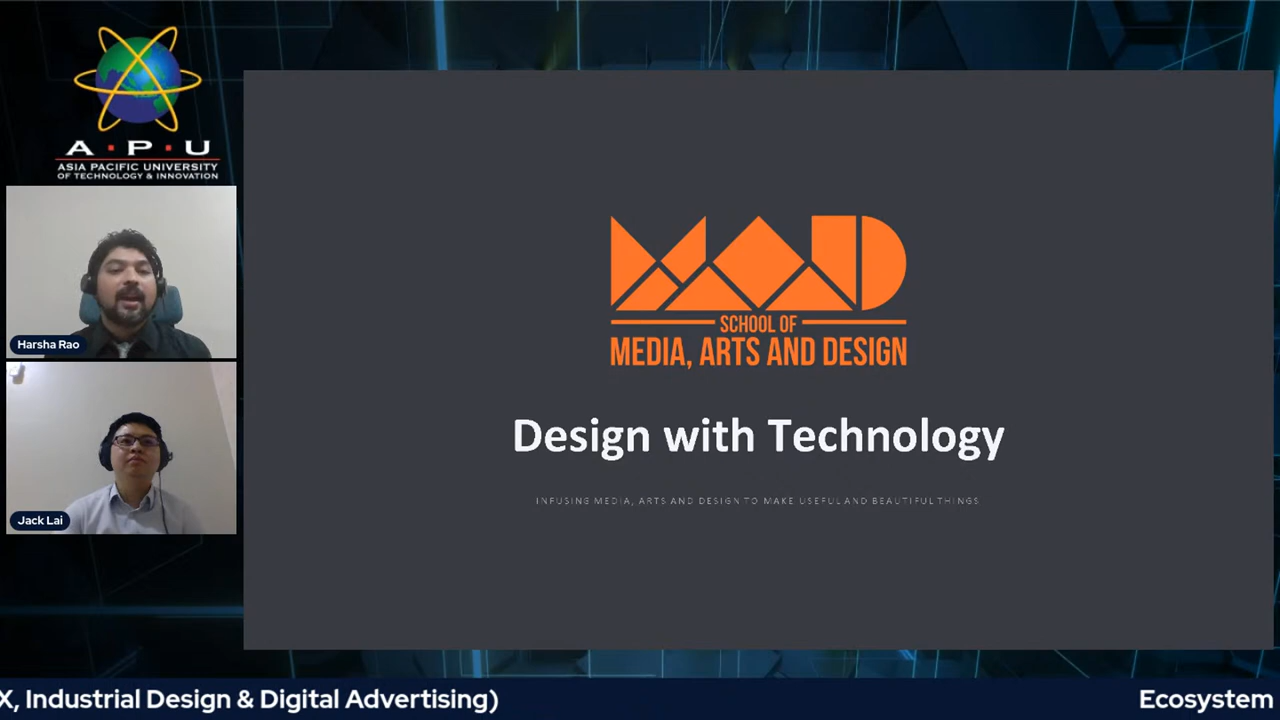 A·P·U
ASIA PACIFIC UNIVERSITY
OF TECHNOLOGY & INNOVATION
Harsha Rao
Jack Lai
MAD
SCHOOL OF
MEDIA, ARTS AND DESIGN
Design with Technology
INFUSING MEDIA, ARTS AND DESIGN TO MAKE USEFUL AND BEAUTIFUL THINGS
X, Industrial Design & Digital Advertising)
Ecosystem